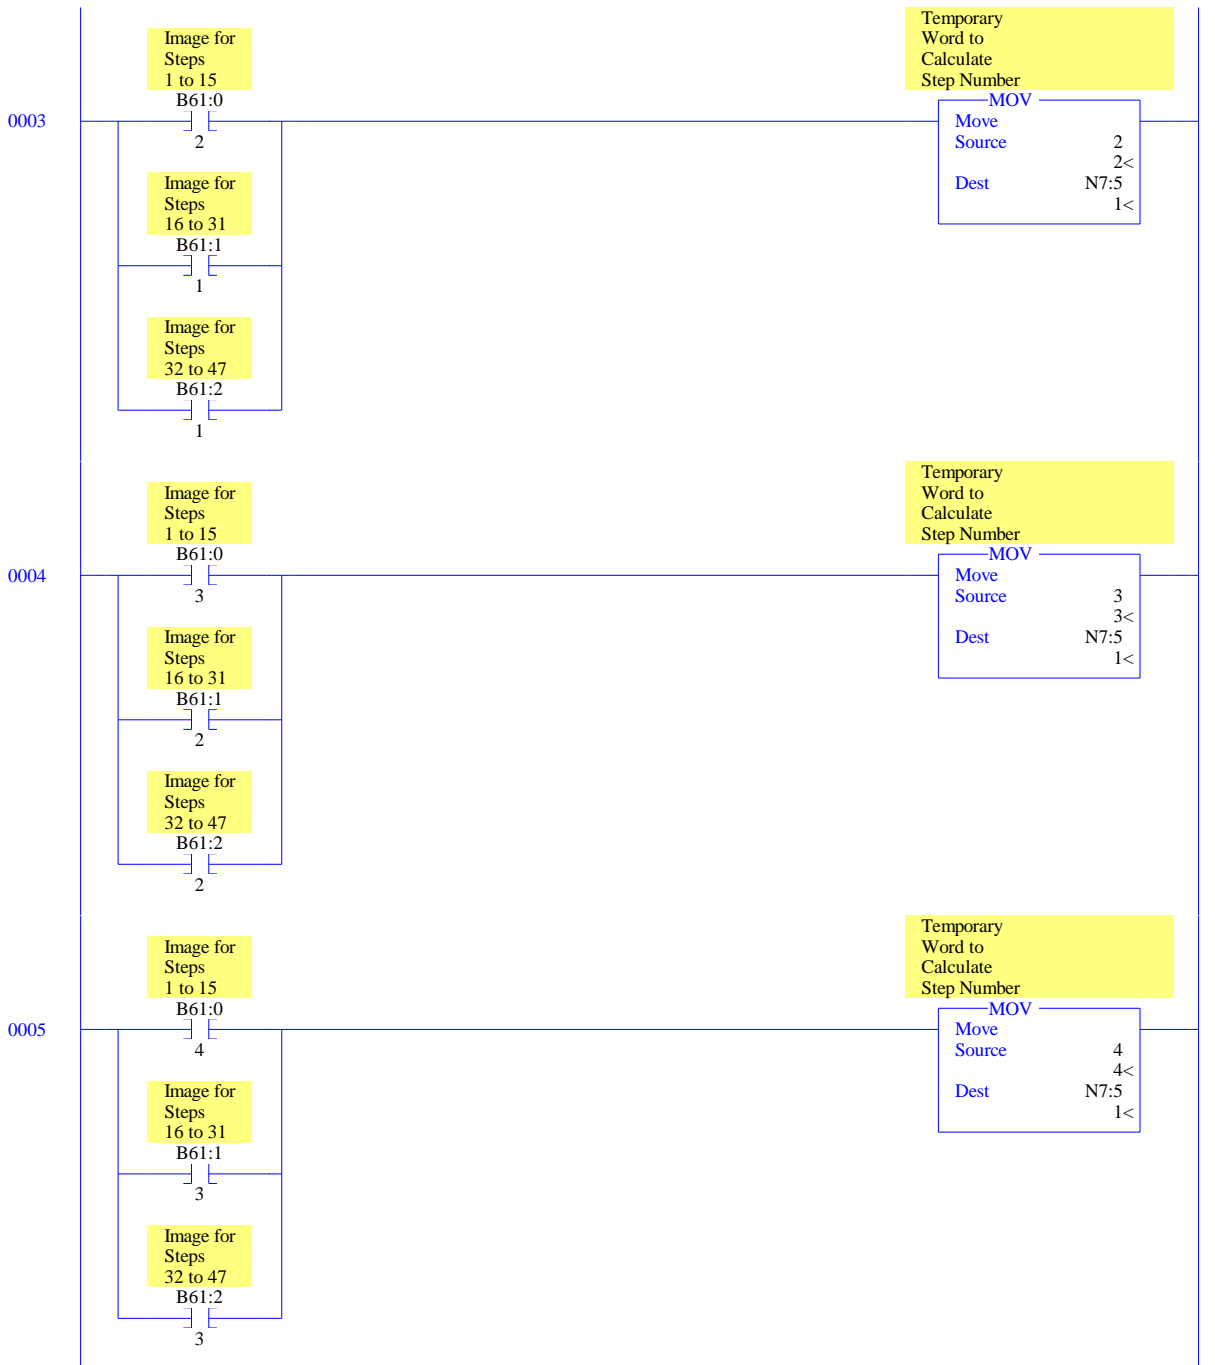 Temporary
Word to
Calculate
Step Number
Image for
Steps
1 to 15
B61:0
MOV
0003
Move
2
Source 2
2<
Dest N7:5
1<
Image for
Steps
16 to 31
B61:1
1
Image for
Steps
32 to 47
B61:2
1
Temporary
Word to
Calculate
Step Number
Image for
Steps
1 to 15
B61:0
MOV
0004
Move
3
Source 3
3<
Dest N7:5
1<
Image for
Steps
16 to 31
B61:1
2
Image for
Steps
32 to 47
B61:2
2
Temporary
Word to
Calculate
Step Number
Image for
Steps
1 to 15
B61:0
MOV
0005
Move
4
Source 4
4<
Dest N7:5
1<
Image for
Steps
16 to 31
B61:1
3
Image for
Steps
32 to 47
B61:2
3